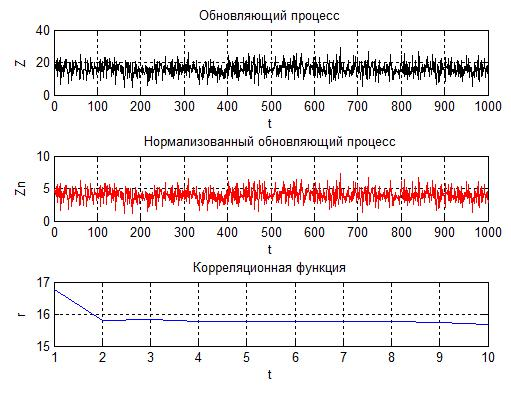 Обновляющий процесс
40
20
0
Z
0 100 200 300 400 500 600 700 800 900 1000
t
Нормализованный обновляющий процесс
10
5
0
Zn
0 100 200 300 400 500 600 700 800 900 1000
t
Корреляционная функция
17
16
15
r
1 2 3 4 5 6 7 8 9 10
t